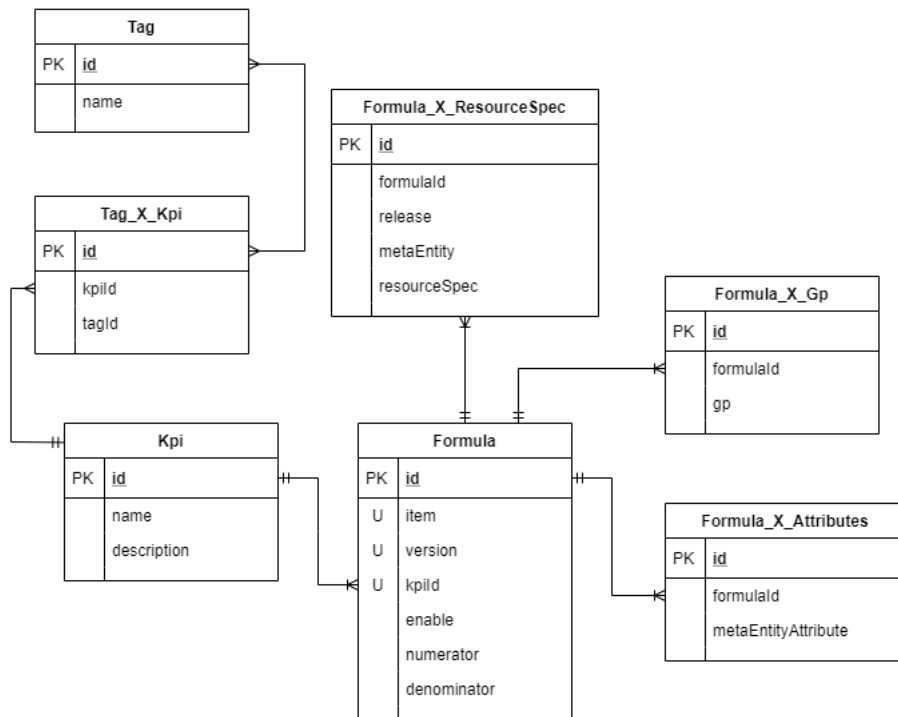 Tag
PK id
name
Formula_X_ResourceSpec
PK id
formulaId
release
metaEntity
resourceSpec
Tag_X_Kpi
PK id
kpiId
tagId
Formula_X_Gp
PK id
formulaId
gp
Kpi
PK id
name
description
Formula
PK id
U item
U version
U kpiId
enable
numerator
denominator
Formula_X_Attributes
PK id
formulaId
metaEntityAttribute